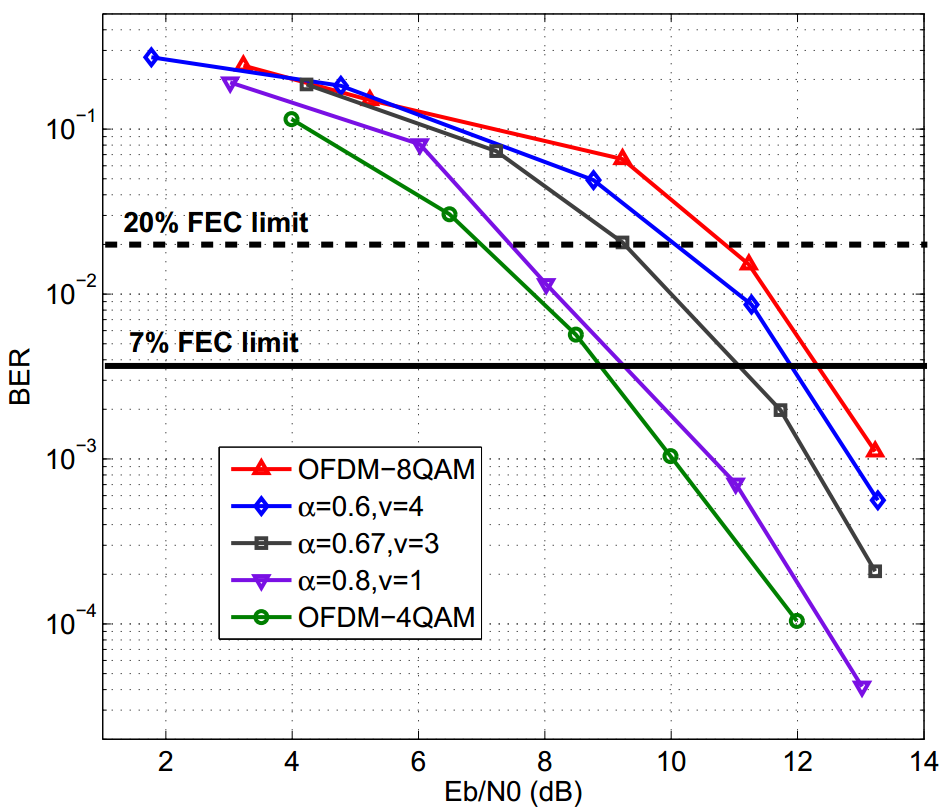 10−1
20% FEC limit
10−2
7% FEC limit
BER
10−3
OFDM−8QAM
α=0.6,v=4
α=0.67,v=3
α=0.8,v=1
OFDM−4QAM
10−4
2 4 6 8 10 12 14
Eb/N0 (dB)